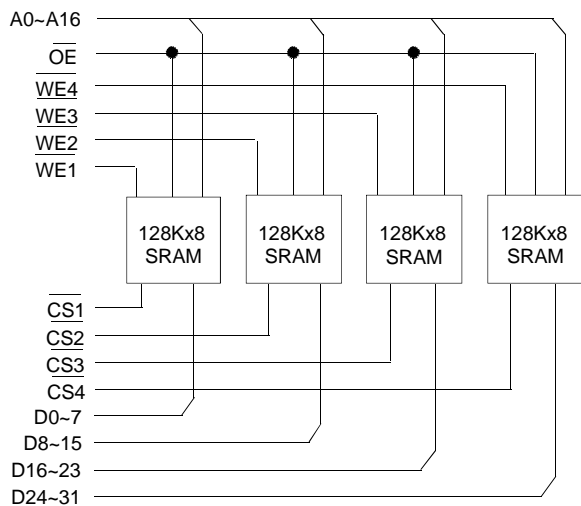 A0~A16
OE
WE4
WE3
WE2
WE1
128Kx8
SRAM
128Kx8
SRAM
128Kx8
SRAM
128Kx8
SRAM
CS1
CS2
CS3
CS4
D0~7
D8~15
D16~23
D24~31